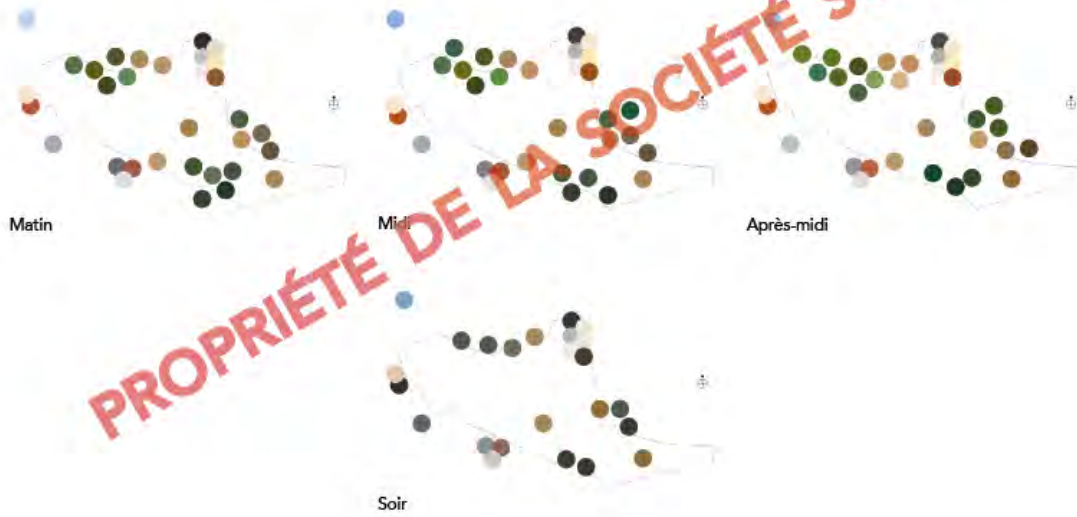 Matin
Midi
Après-midi
PROPRIÉTÉ DE LA SOCIÉTÉ S
Soir